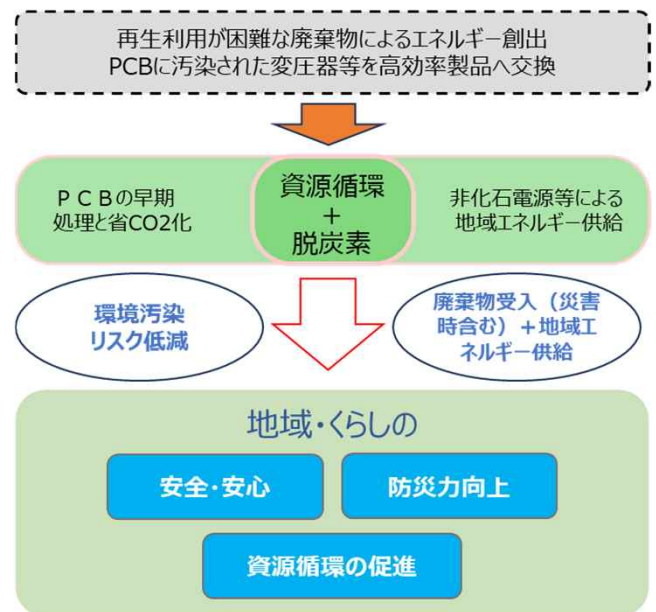 再生利用が困難な廃棄物によるエネルギー創出
PCBに汚染された変圧器等を高効率製品へ交換
ＰＣＢの早期
処理と省CO2化
資源循環
+
脱炭素
非化石電源等による
地域エネルギー供給
環境汚染
リスク低減
廃棄物受入（災害
時含む）＋地域エ
ネルギー供給
地域・くらしの
安全・安心
防災力向上
資源循環の促進